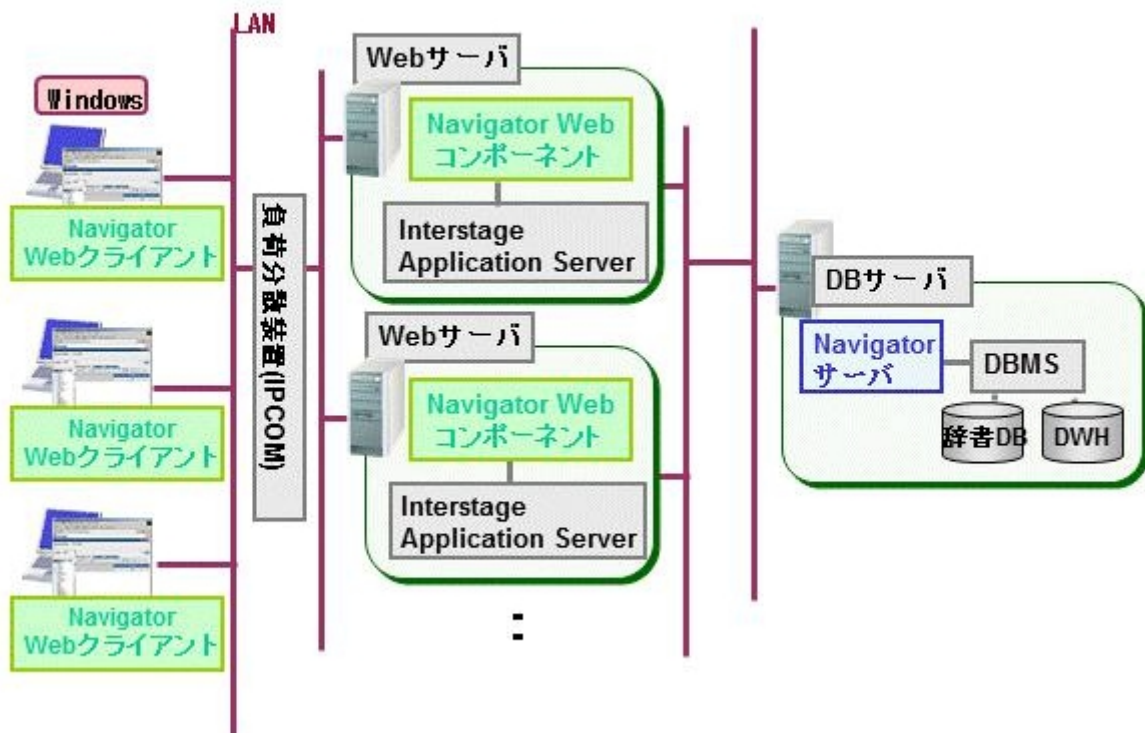 LAN
Windows
Navigator
Webクライアント
Navigator
Webクライアント
Navigator
Webクライアント
負荷分散装置(IPCOM)
Webサーバ
Navigator Web
コンポーネント
Interstage
Application Server
Webサーバ
Navigator Web
コンポーネント
Interstage
Application Server
DBサーバ
Navigator
サーバ
DBMS
辞書DB
DWH